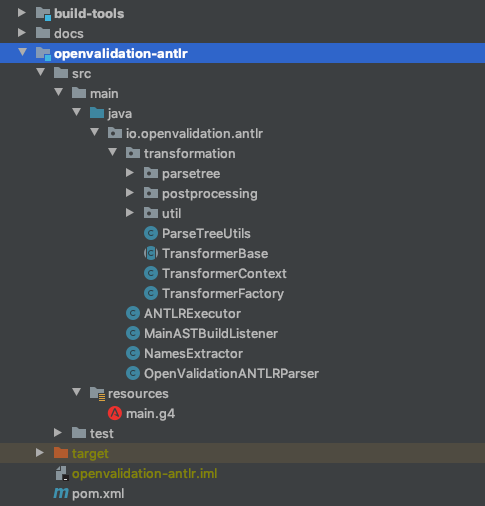 build-tools
docs
openvalidation-antlr
src
main
java
io.openvalidation.antlr
transformation
parsetree
postprocessing
util
ParseTreeUtils
TransformerBase
TransformerContext
TransformerFactory
ANTLRExecutor
MainASTBuildListener
NamesExtractor
OpenValidationANTLRParser
resources
main.g4
test
target
openvalidation-antlr.iml
pom.xml